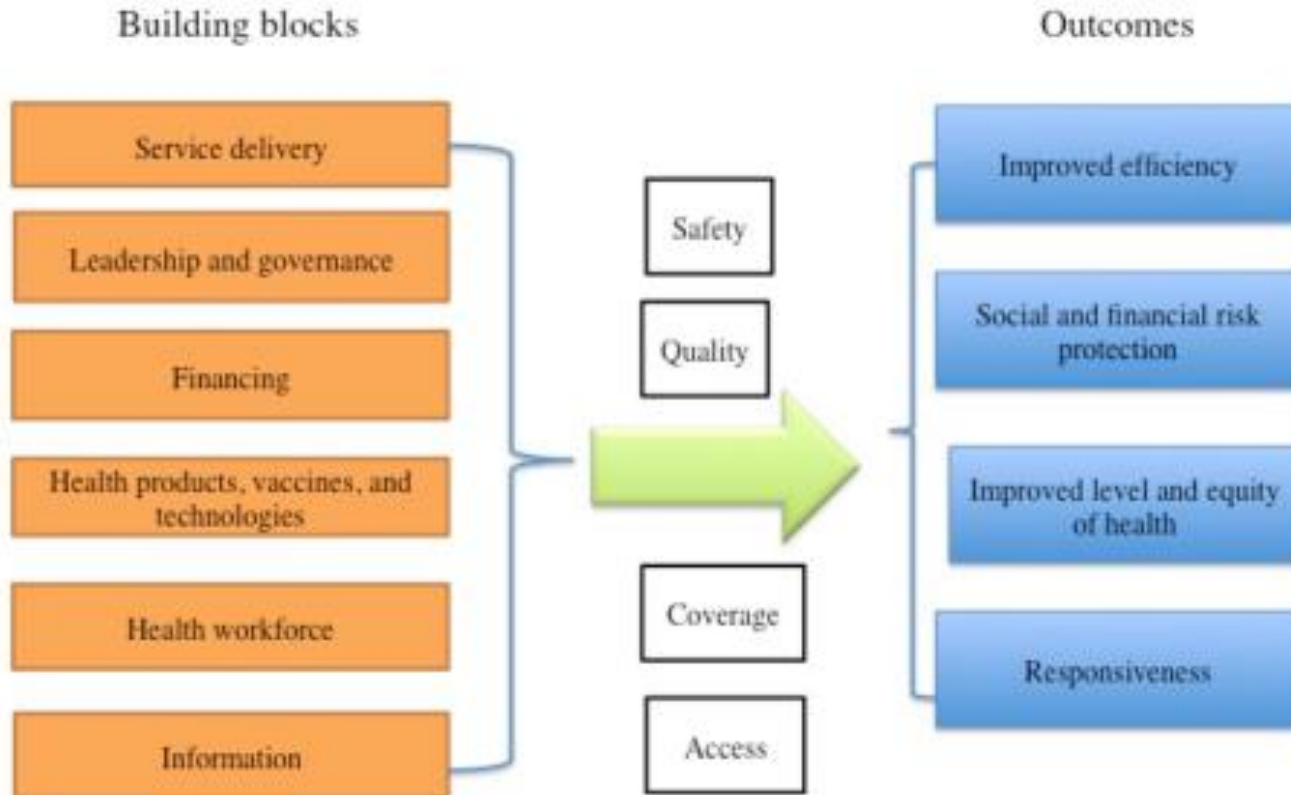 Building blocks
Outcomes
Service delivery
Leadership and governance
Financing
Health products, vaccines, and
technologies
Health workforce
Information
Safety
Quality
Coverage
Access
Improved efficiency
Social and financial risk
protection
Improved level and equity
of health
Responsiveness